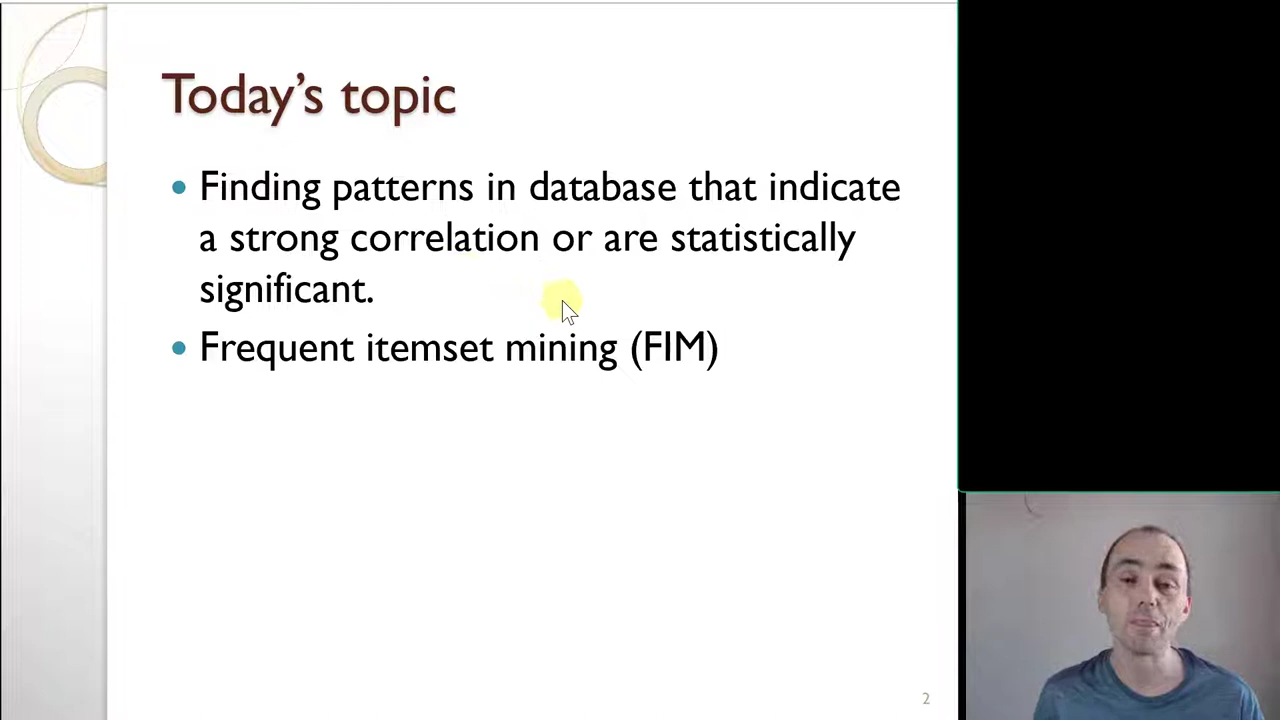 Today's topic
• Finding patterns in database that indicate
a strong correlation or are statistically
significant.
• Frequent itemset mining (FIM)
2